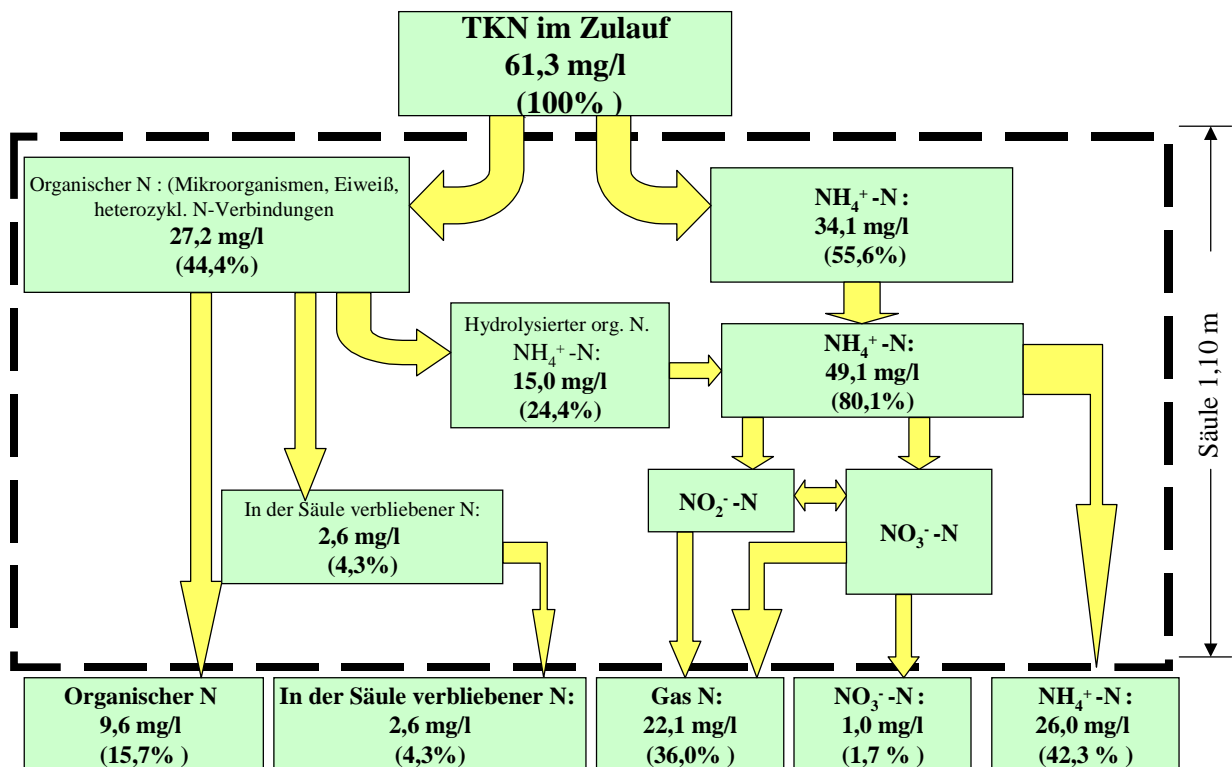 TKN im Zulauf
61,3 mg/l
(100% )
Organischer N : (Mikroorganismen, Eiweiß,
heterozykl. N-Verbindungen
27,2 mg/l
(44,4%)
NH₄⁺ -N :
34,1 mg/l
(55,6%)
Hydrolysierter org. N.
NH₄⁺ -N:
15,0 mg/l
(24,4%)
NH₄⁺ -N:
49,1 mg/l
(80,1%)
Säule 1,10 m
In der Säule verbliebener N:
2,6 mg/l
(4,3%)
NO₂⁻ -N
NO₃⁻ -N
Organischer N
9,6 mg/l
(15,7%)
In der Säule verbliebener N:
2,6 mg/l
(4,3%)
Gas N:
22,1 mg/l
(36,0% )
NO₃⁻ -N:
1,0 mg/l
(1,7 % )
NH₄⁺ -N :
26,0 mg/l
(42,3 % )